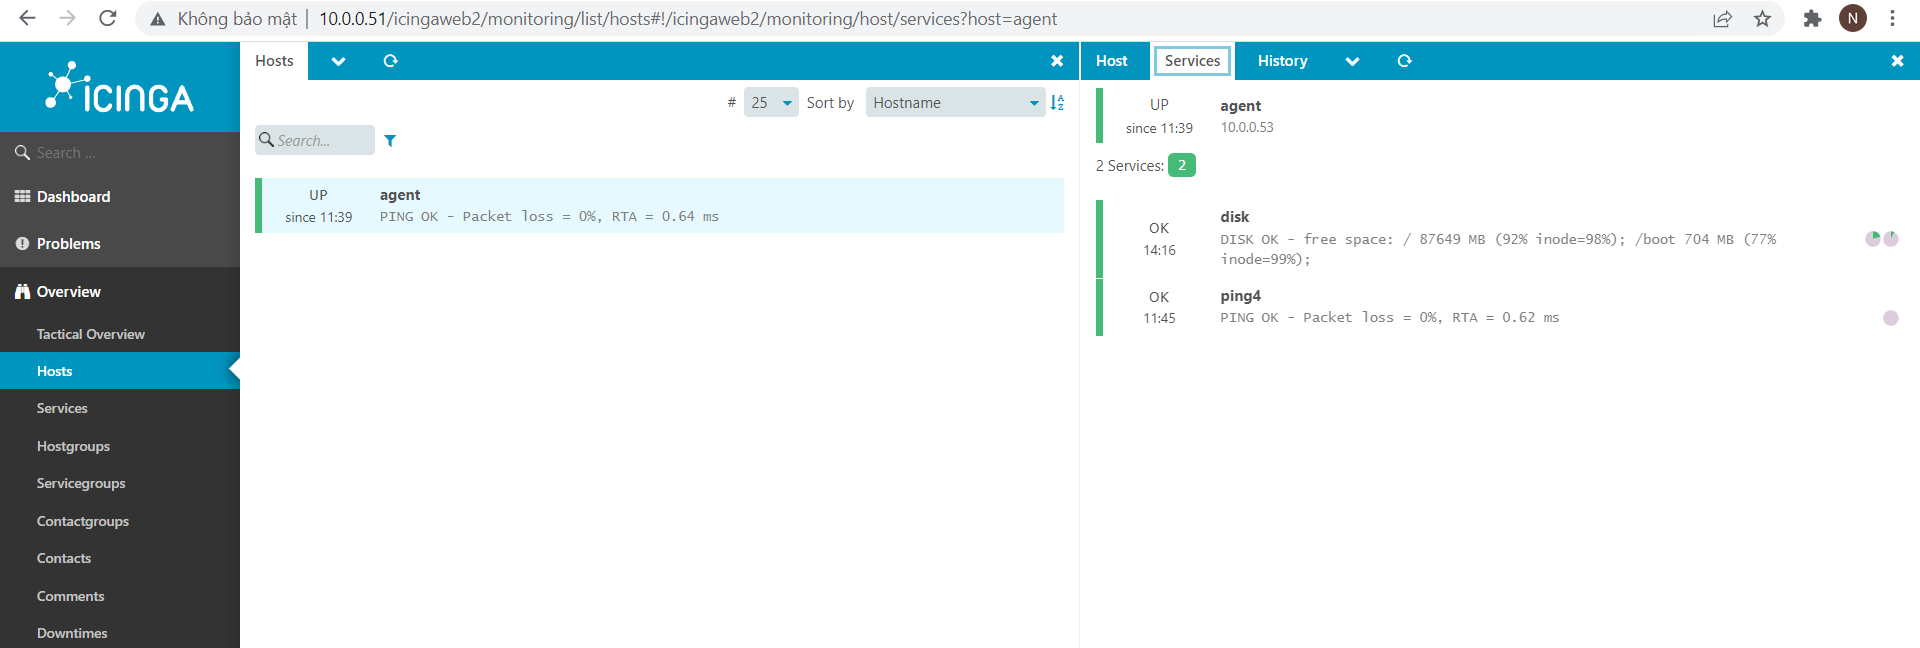 Không bảo mật | 10.0.0.51/icingaweb2/monitoring/list/hosts#!/icingaweb2/monitoring/host/services?host=agent
N
ICINGA
Search ...
Dashboard
Problems
Overview
Tactical Overview
Hosts
Services
Hostgroups
Servicegroups
Contactgroups
Contacts
Comments
Downtimes
Hosts
# 25 Sort by Hostname
Search...
UP agent
since 11:39 PING OK - Packet loss = 0%, RTA = 0.64 ms
Host Services History
UP agent
since 11:39 10.0.0.53
2 Services: 2
disk
OK DISK OK - free space: / 87649 MB (92% inode=98%); /boot 704 MB (77%
14:16 inode=99%);
OK ping4
11:45 PING OK - Packet loss = 0%, RTA = 0.62 ms